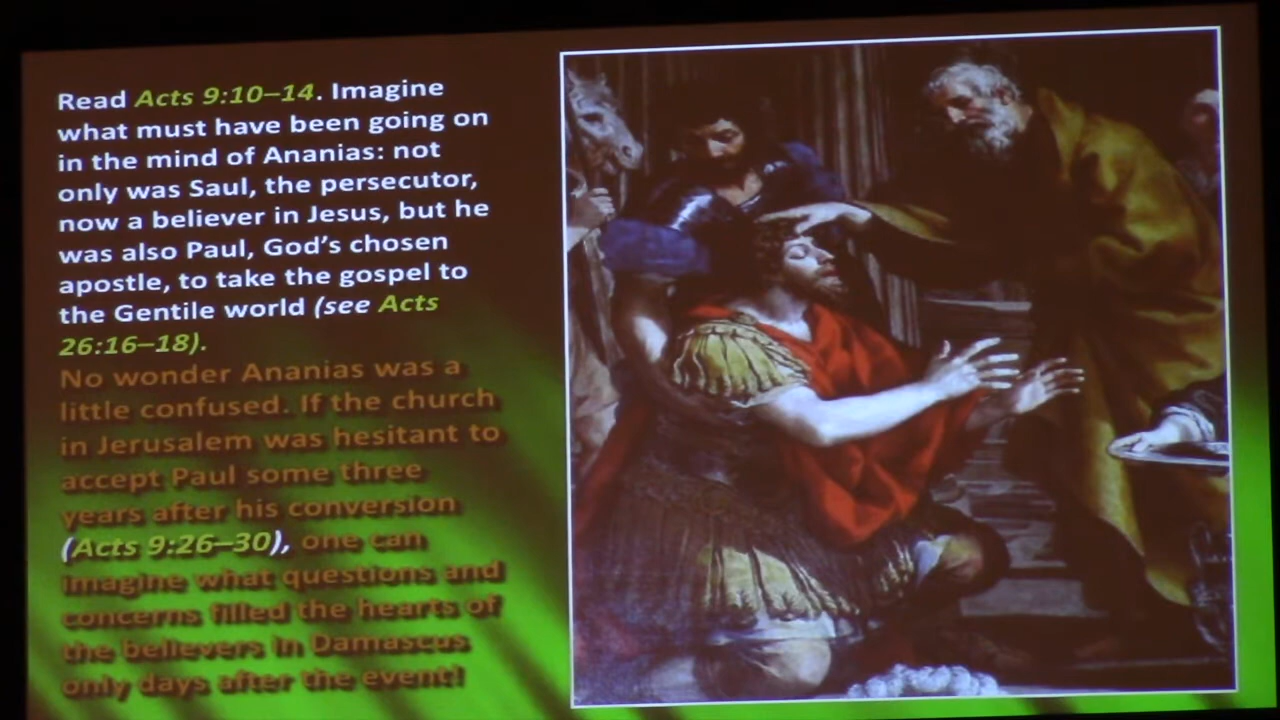 Read Acts 9:10–14. Imagine
what must have been going on
in the mind of Ananias: not
only was Saul, the persecutor,
now a believer in Jesus, but he
was also Paul, God's chosen
apostle, to take the gospel to
the Gentile world (see Acts
26:16–18).
No wonder Ananias was a
little confused. If the church
in Jerusalem was hesitant to
accept Paul some three
years after his conversion
(Acts 9:26–30), one can
imagine what questions and
concerns filled the hearts of
the believers in Damascus
only days after the event!